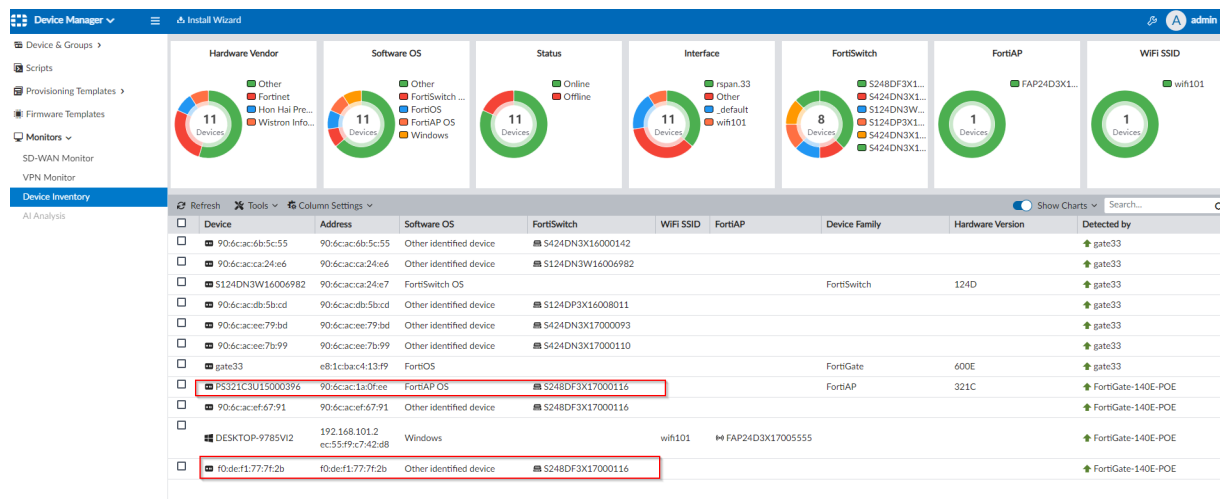 Device Manager
Install Wizard
A admin
Device & Groups
Scripts
Provisioning Templates
Firmware Templates
Monitors
SD-WAN Monitor
VPN Monitor
Device Inventory
AI Analysis
Hardware Vendor
11
Devices
Other
Fortinet
Hon Hai Pre...
Wistron Info...
Software OS
11
Devices
Other
FortiSwitch ...
FortiOS
FortiAP OS
Windows
Status
11
Devices
Online
Offline
Interface
11
Devices
rspan.33
Other
_default
wifi101
FortiSwitch
8
Devices
S248DF3X1...
S424DN3X1...
S124DN3W...
S124DP3X1...
S424DN3X1...
S424DN3X1...
FortiAP
1
Devices
FAP24D3X1...
WiFi SSID
1
Devices
wifi101
Refresh Tools Column Settings Show Charts Search...
Device Address Software OS FortiSwitch WiFi SSID FortiAP Device Family Hardware Version Detected by
90:6c:ac:6b:5c:55 90:6c:ac:6b:5c:55 Other identified device S424DN3X16000142 gate33
90:6c:ac:ca:24:e6 90:6c:ac:ca:24:e6 Other identified device S124DN3W16006982 gate33
S124DN3W16006982 90:6c:ac:ca:24:e7 FortiSwitch OS FortiSwitch 124D gate33
90:6c:ac:db:5b:cd 90:6c:ac:db:5b:cd Other identified device S124DP3X16008011 gate33
90:6c:ac:ee:79:bd 90:6c:ac:ee:79:bd Other identified device S424DN3X17000093 gate33
90:6c:ac:ee:7b:99 90:6c:ac:ee:7b:99 Other identified device S424DN3X17000110 gate33
gate33 e8:1c:ba:c4:13:f9 FortiOS FortiGate 600E gate33
PS321C3U15000396 90:6c:ac:1a:0f:ee FortiAP OS S248DF3X17000116 FortiAP 321C FortiGate-140E-POE
90:6c:ac:ef:67:91 90:6c:ac:ef:67:91 Other identified device S248DF3X17000116 FortiGate-140E-POE
DESKTOP-9785VI2 192.168.101.2 Windows wifi101 FAP24D3X17005555 FortiGate-140E-POE
ec:55:f9:c7:42:d8
f0:de:f1:77:7f:2b f0:de:f1:77:7f:2b Other identified device S248DF3X17000116 FortiGate-140E-POE